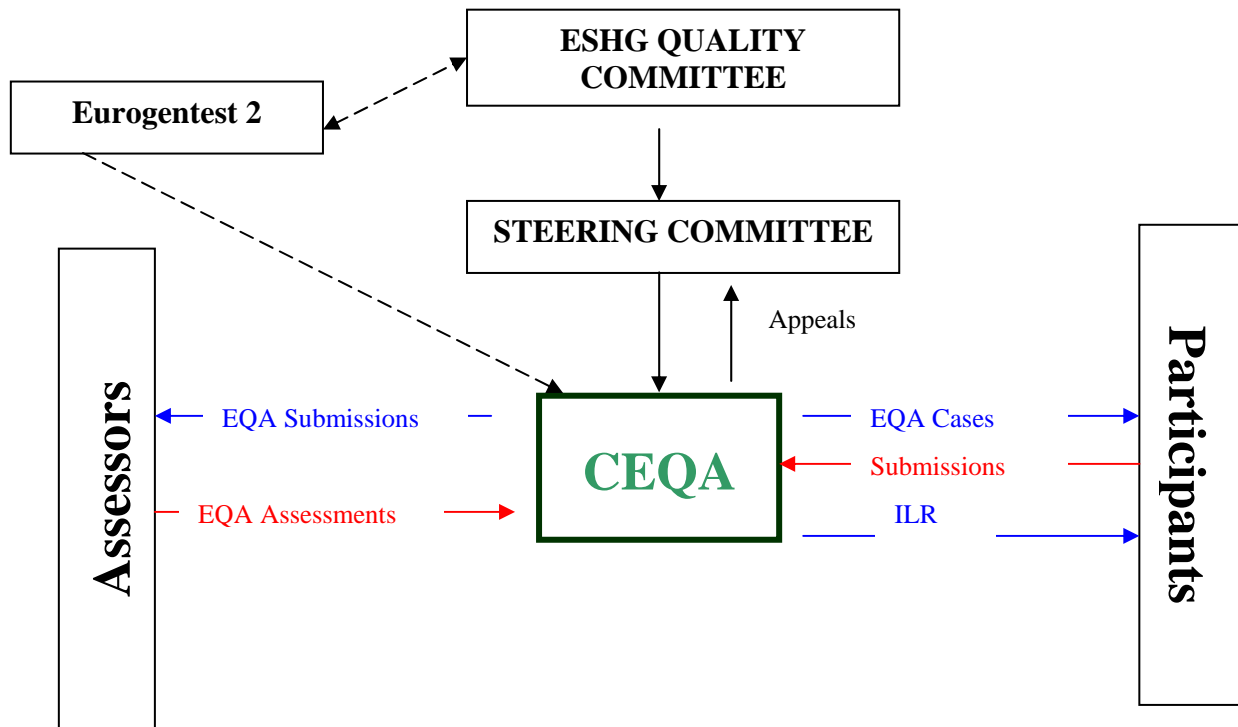 ESHG QUALITY
COMMITTEE
Eurogentest 2
STEERING COMMITTEE
Appeals
Assessors
EQA Submissions
EQA Assessments
CEQA
EQA Cases
Submissions
ILR
Participants